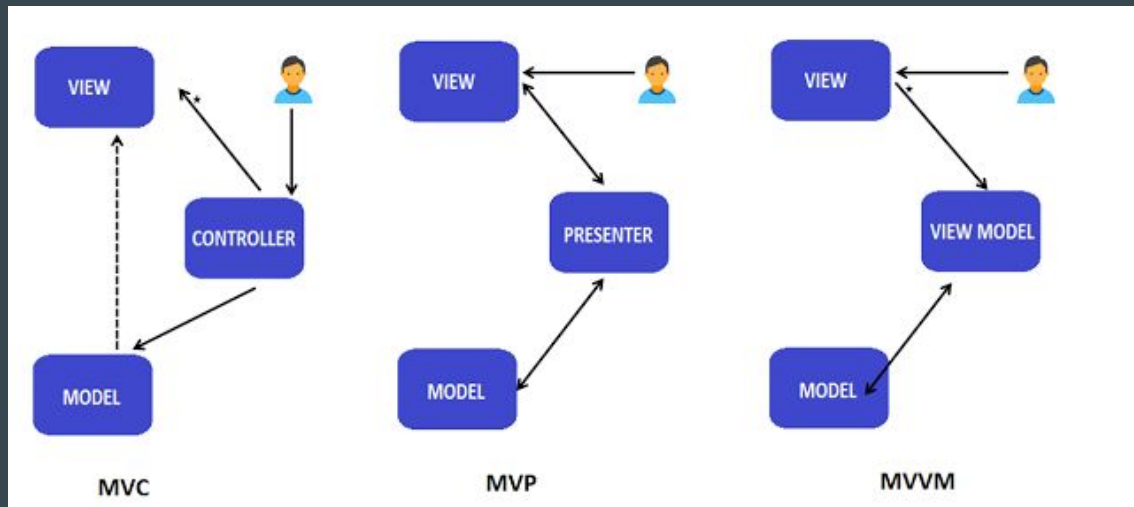 VIEW
*
CONTROLLER
MODEL
MVC
VIEW
PRESENTER
MODEL
MVP
VIEW
*
VIEW MODEL
MODEL
MVVM